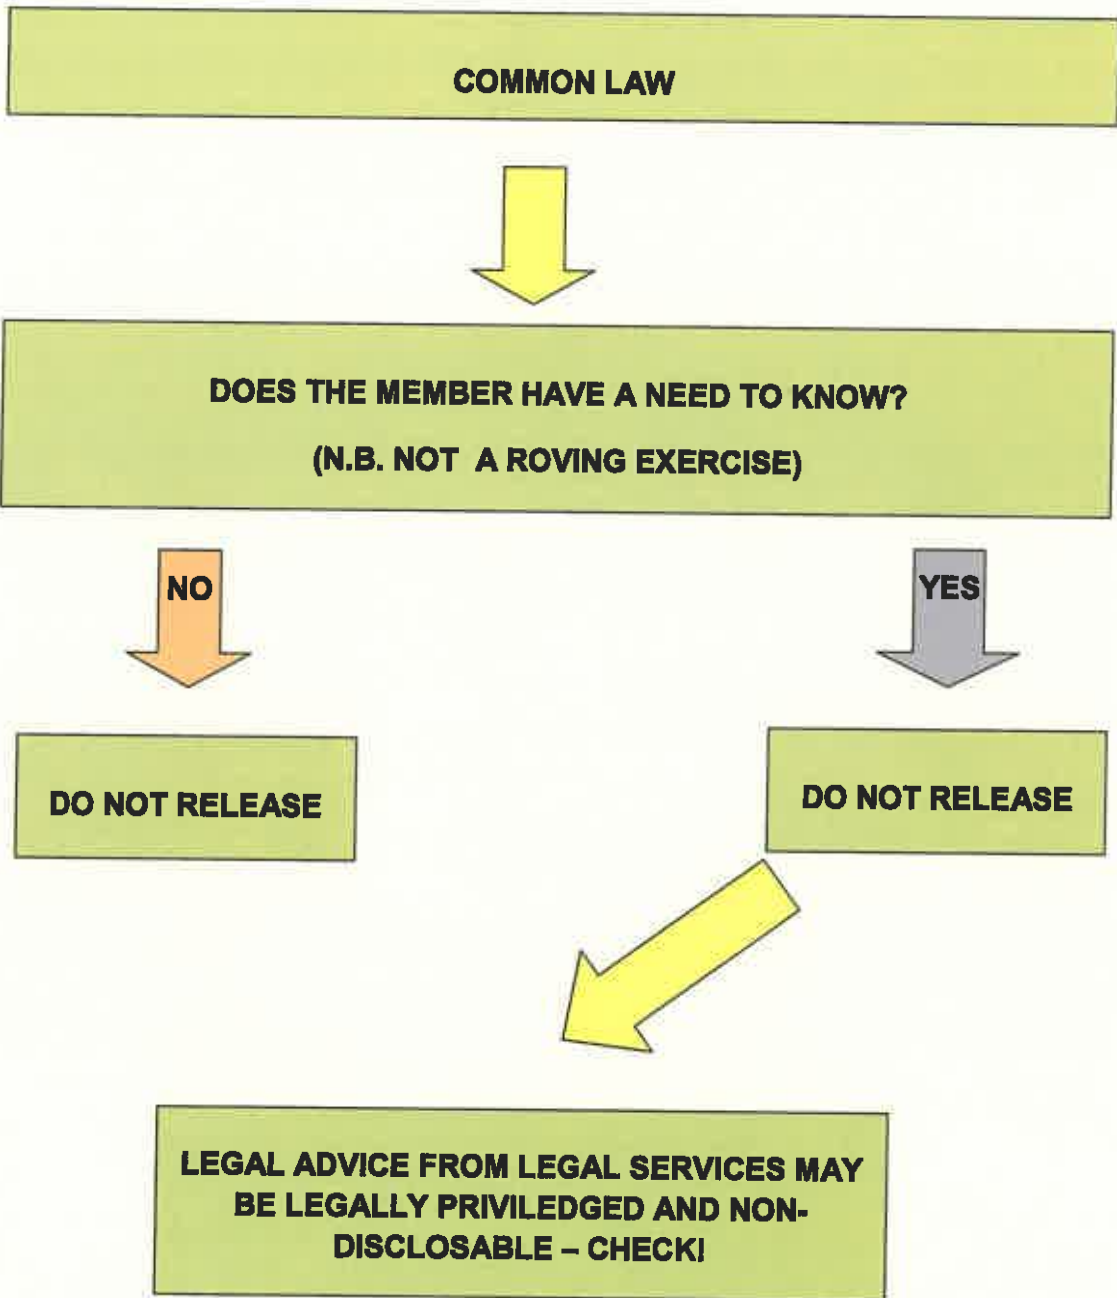 COMMON LAW
DOES THE MEMBER HAVE A NEED TO KNOW?
(N.B. NOT A ROVING EXERCISE)
NO
YES
DO NOT RELEASE
DO NOT RELEASE
LEGAL ADVICE FROM LEGAL SERVICES MAY
BE LEGALLY PRIVILEDGED AND NON-
DISCLOSABLE – CHECK!